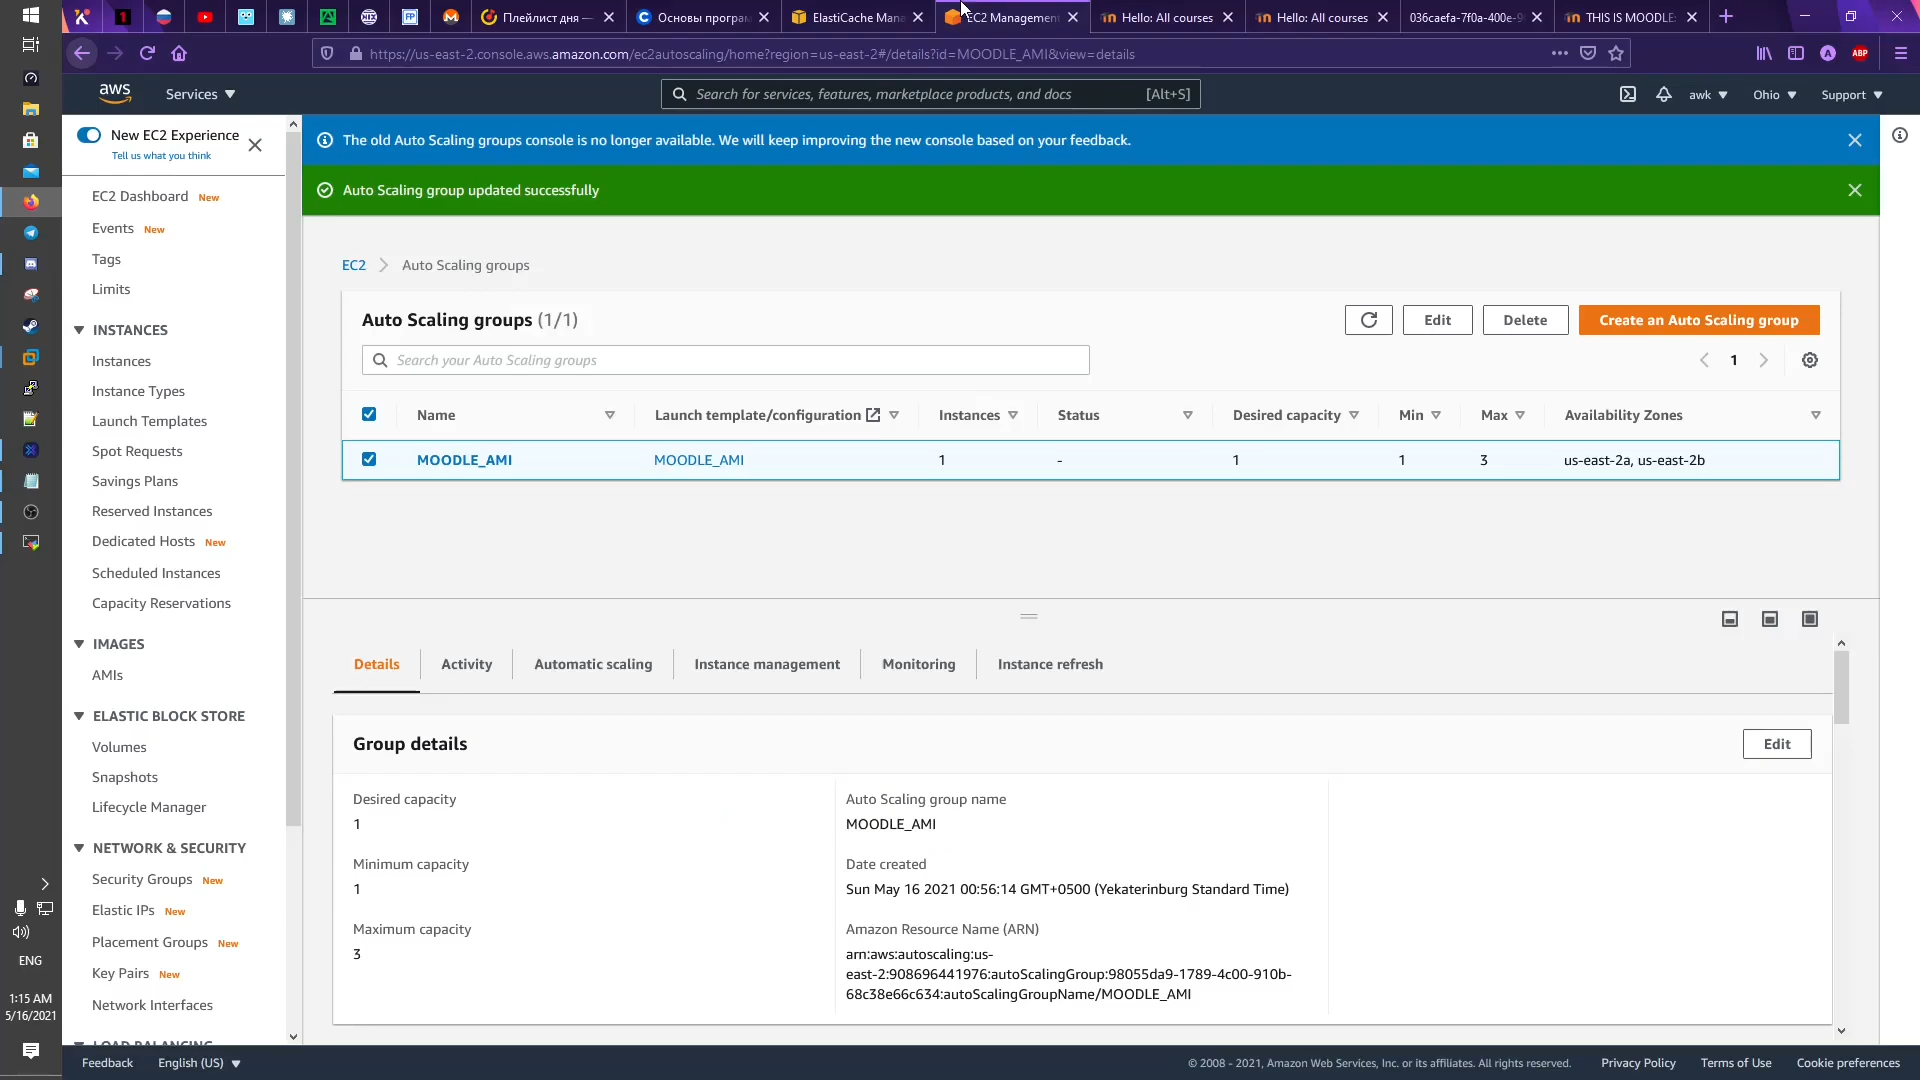 Плейлист дня —
Основы програм
ElastiCache Mana
EC2 Management
Hello: All courses
Hello: All courses
036caefa-7f0a-400e-9
THIS IS MOODLE
https://us-east-2.console.aws.amazon.com/ec2autoscaling/home?region=us-east-2#/details?id=MOODLE_AMI&view=details
ABP
aws
Services
Search for services, features, marketplace products, and docs
[Alt+S]
awk
Ohio
Support
New EC2 Experience
Tell us what you think
The old Auto Scaling groups console is no longer available. We will keep improving the new console based on your feedback.
Auto Scaling group updated successfully
EC2 Dashboard New
Events New
Tags
Limits
INSTANCES
Instances
Instance Types
Launch Templates
Spot Requests
Savings Plans
Reserved Instances
Dedicated Hosts New
Scheduled Instances
Capacity Reservations
IMAGES
AMIs
ELASTIC BLOCK STORE
Volumes
Snapshots
Lifecycle Manager
NETWORK & SECURITY
Security Groups New
Elastic IPs New
Placement Groups New
Key Pairs New
Network Interfaces
LOAD BALANCING
EC2 Auto Scaling groups
Auto Scaling groups (1/1)
Edit
Delete
Create an Auto Scaling group
Search your Auto Scaling groups
1
Name Launch template/configuration Instances Status Desired capacity Min Max Availability Zones
MOODLE_AMI MOODLE_AMI 1 - 1 1 3 us-east-2a, us-east-2b
Details
Activity
Automatic scaling
Instance management
Monitoring
Instance refresh
Group details
Edit
Desired capacity
1
Minimum capacity
1
Maximum capacity
3
Auto Scaling group name
MOODLE_AMI
Date created
Sun May 16 2021 00:56:14 GMT+0500 (Yekaterinburg Standard Time)
Amazon Resource Name (ARN)
arn:aws:autoscaling:us-
east-2:908696441976:autoScalingGroup:98055da9-1789-4c00-910b-
68c38e66c634:autoScalingGroupName/MOODLE_AMI
ENG
1:15 AM
5/16/2021
Feedback
English (US)
© 2008 - 2021, Amazon Web Services, Inc. or its affiliates. All rights reserved.
Privacy Policy
Terms of Use
Cookie preferences